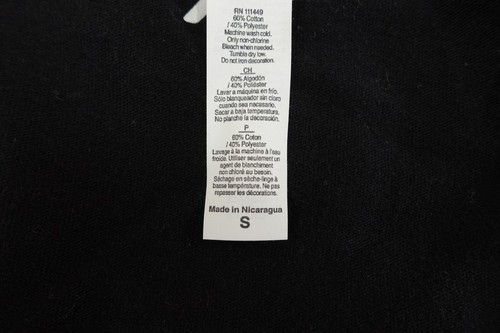 RN 111449
60% Cotton
/ 40% Polyester
Machine wash cold.
Only non-chlorine
Bleach when needed.
Tumble dry low.
Do not iron decoration.
CH
60% Algodón
/ 40% Poliéster
Lavar a máquina en frio.
Sólo blanqueador sin cloro
cuando sea necesario.
Secar a baja temperatura.
No planche la decoración.
P
60% Coton
/ 40% Polyester
Lavage à la machine à l'eau
froide. Utiliser seulement un
agent de blanchiment
non chloré au besoin.
Séchage en sèche-linge à
basse température. Ne pas
repasser les décorations.
Made in Nicaragua
S